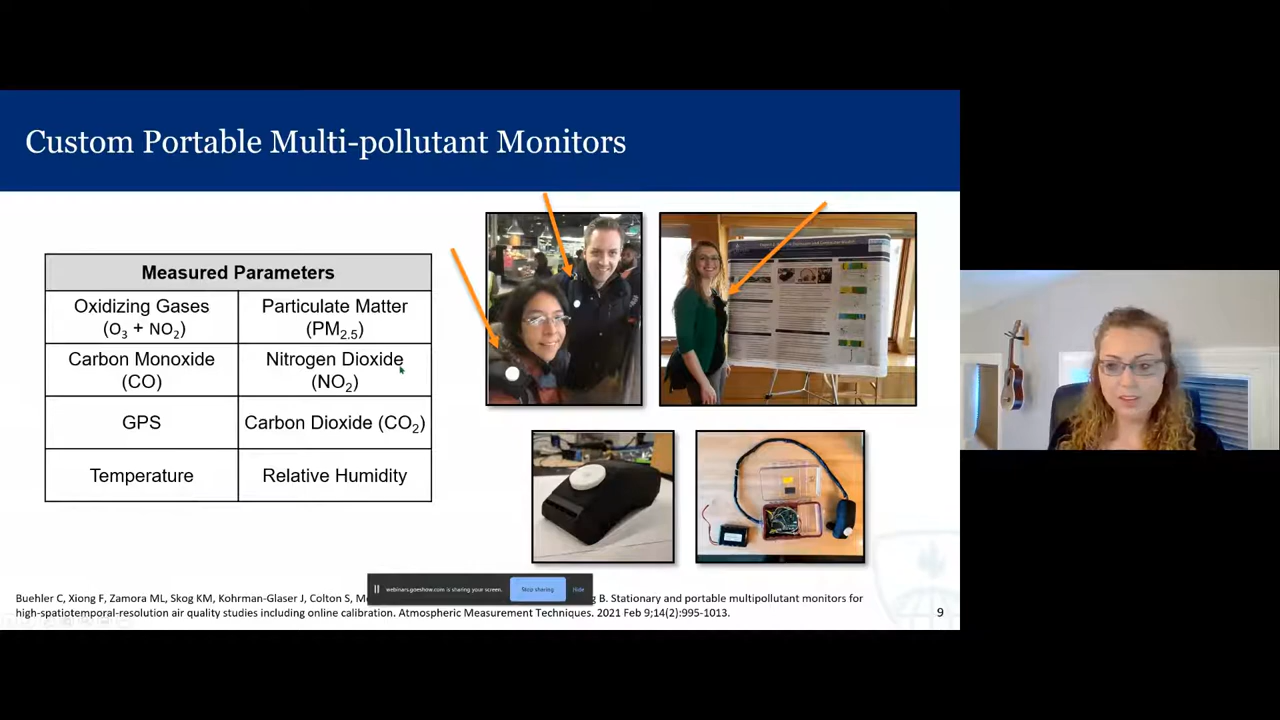 Custom Portable Multi-pollutant Monitors
Measured Parameters
Oxidizing Gases
(O₃ + NO₂)
Particulate Matter
(PM₂.₅)
Carbon Monoxide
(CO)
Nitrogen Dioxide
(NO₂)
GPS
Carbon Dioxide (CO₂)
Temperature
Relative Humidity
webinars.goeshow.com is sharing your screen.
Stop sharing
Hide
Buehler C, Xiong F, Zamora ML, Skog KM, Kohrman-Glaser J, Colton S, B. Stationary and portable multipollutant monitors for
high-spatiotemporal-resolution air quality studies including online calibration. Atmospheric Measurement Techniques. 2021 Feb 9;14(2):995-1013.
9